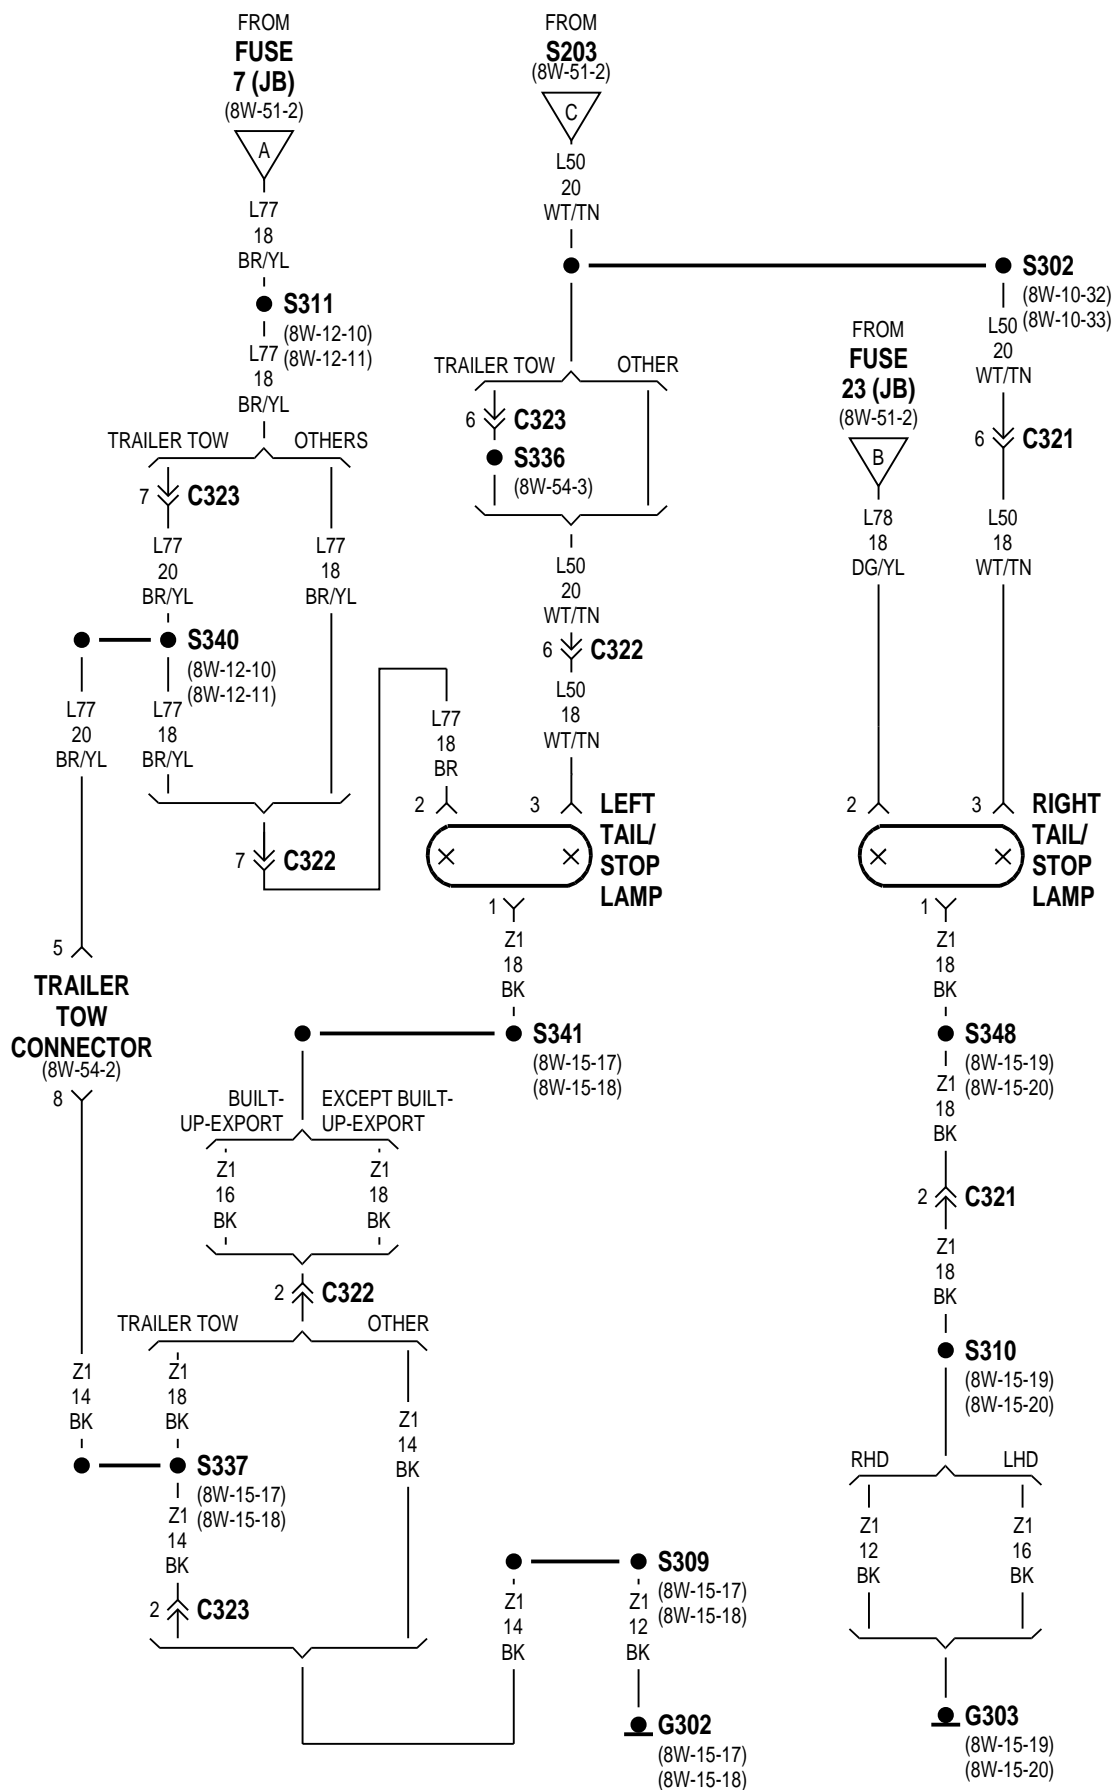 FROM
FUSE
7 (JB)
(8W-51-2)
A
L77
18
BR/YL
S311
(8W-12-10)
(8W-12-11)
L77
18
BR/YL
TRAILER TOW
OTHERS
7
C323
L77
20
BR/YL
L77
18
BR/YL
S340
(8W-12-10)
(8W-12-11)
L77
20
BR/YL
L77
18
BR/YL
7
C322
L77
18
BR
2
FROM
S203
(8W-51-2)
C
L50
20
WT/TN
S302
(8W-10-32)
(8W-10-33)
TRAILER TOW
OTHER
6
C323
S336
(8W-54-3)
L50
20
WT/TN
6
C322
L50
18
WT/TN
3
LEFT
TAIL/
STOP
LAMP
FROM
FUSE
23 (JB)
(8W-51-2)
B
L78
18
DG/YL
2
L50
20
WT/TN
6
C321
L50
18
WT/TN
3
RIGHT
TAIL/
STOP
LAMP
5
TRAILER
TOW
CONNECTOR
(8W-54-2)
8
1
Z1
18
BK
S341
(8W-15-17)
(8W-15-18)
BUILT-
UP-EXPORT
EXCEPT BUILT-
UP-EXPORT
Z1
16
BK
Z1
18
BK
2
C322
TRAILER TOW
OTHER
Z1
14
BK
Z1
18
BK
Z1
14
BK
S337
(8W-15-17)
(8W-15-18)
Z1
14
BK
2
C323
Z1
14
BK
S309
(8W-15-17)
(8W-15-18)
Z1
12
BK
G302
(8W-15-17)
(8W-15-18)
1
Z1
18
BK
S348
(8W-15-19)
(8W-15-20)
Z1
18
BK
2
C321
Z1
18
BK
S310
(8W-15-19)
(8W-15-20)
RHD
LHD
Z1
12
BK
Z1
16
BK
G303
(8W-15-19)
(8W-15-20)